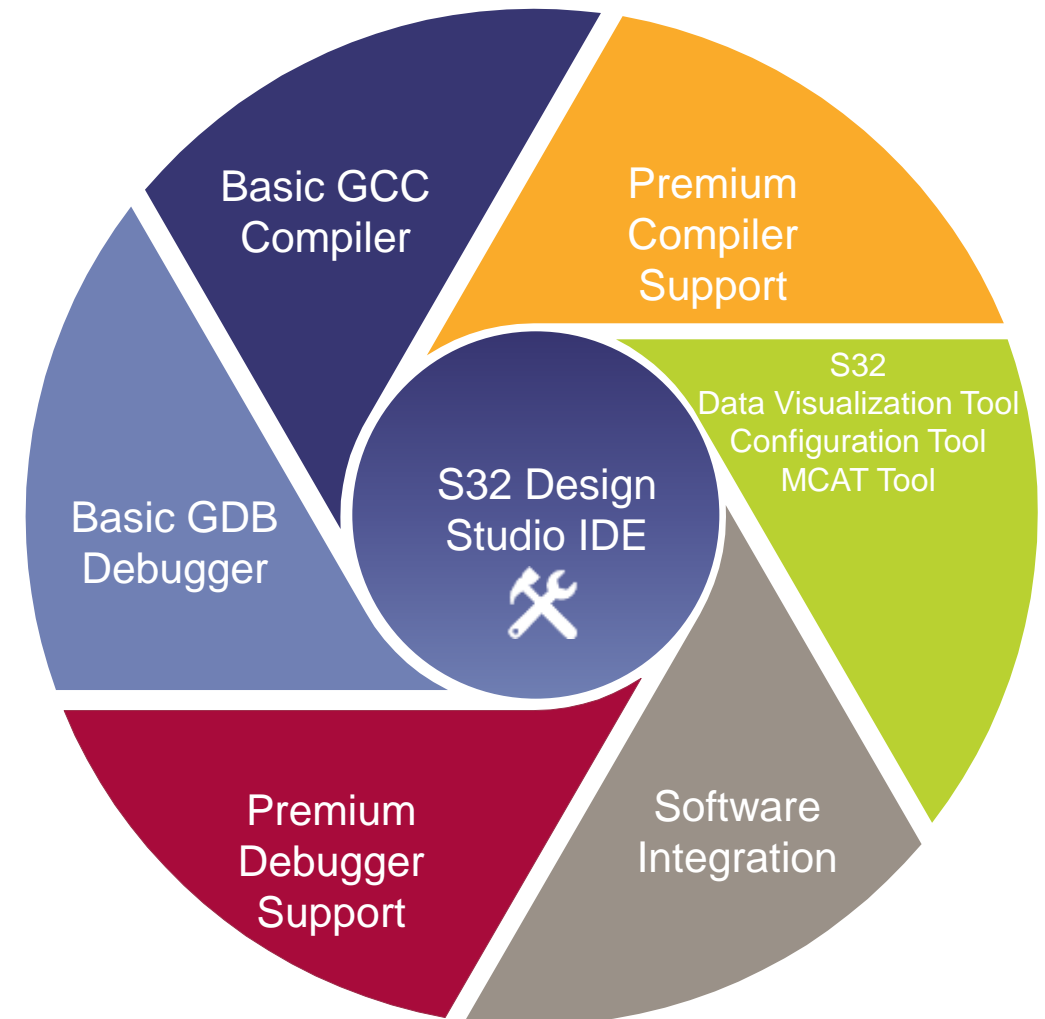 Basic GCC
Compiler
Premium
Compiler
Support
S32
Data Visualization Tool
Configuration Tool
MCAT Tool
S32 Design
Studio IDE
Basic GDB
Debugger
Premium
Debugger
Support
Software
Integration